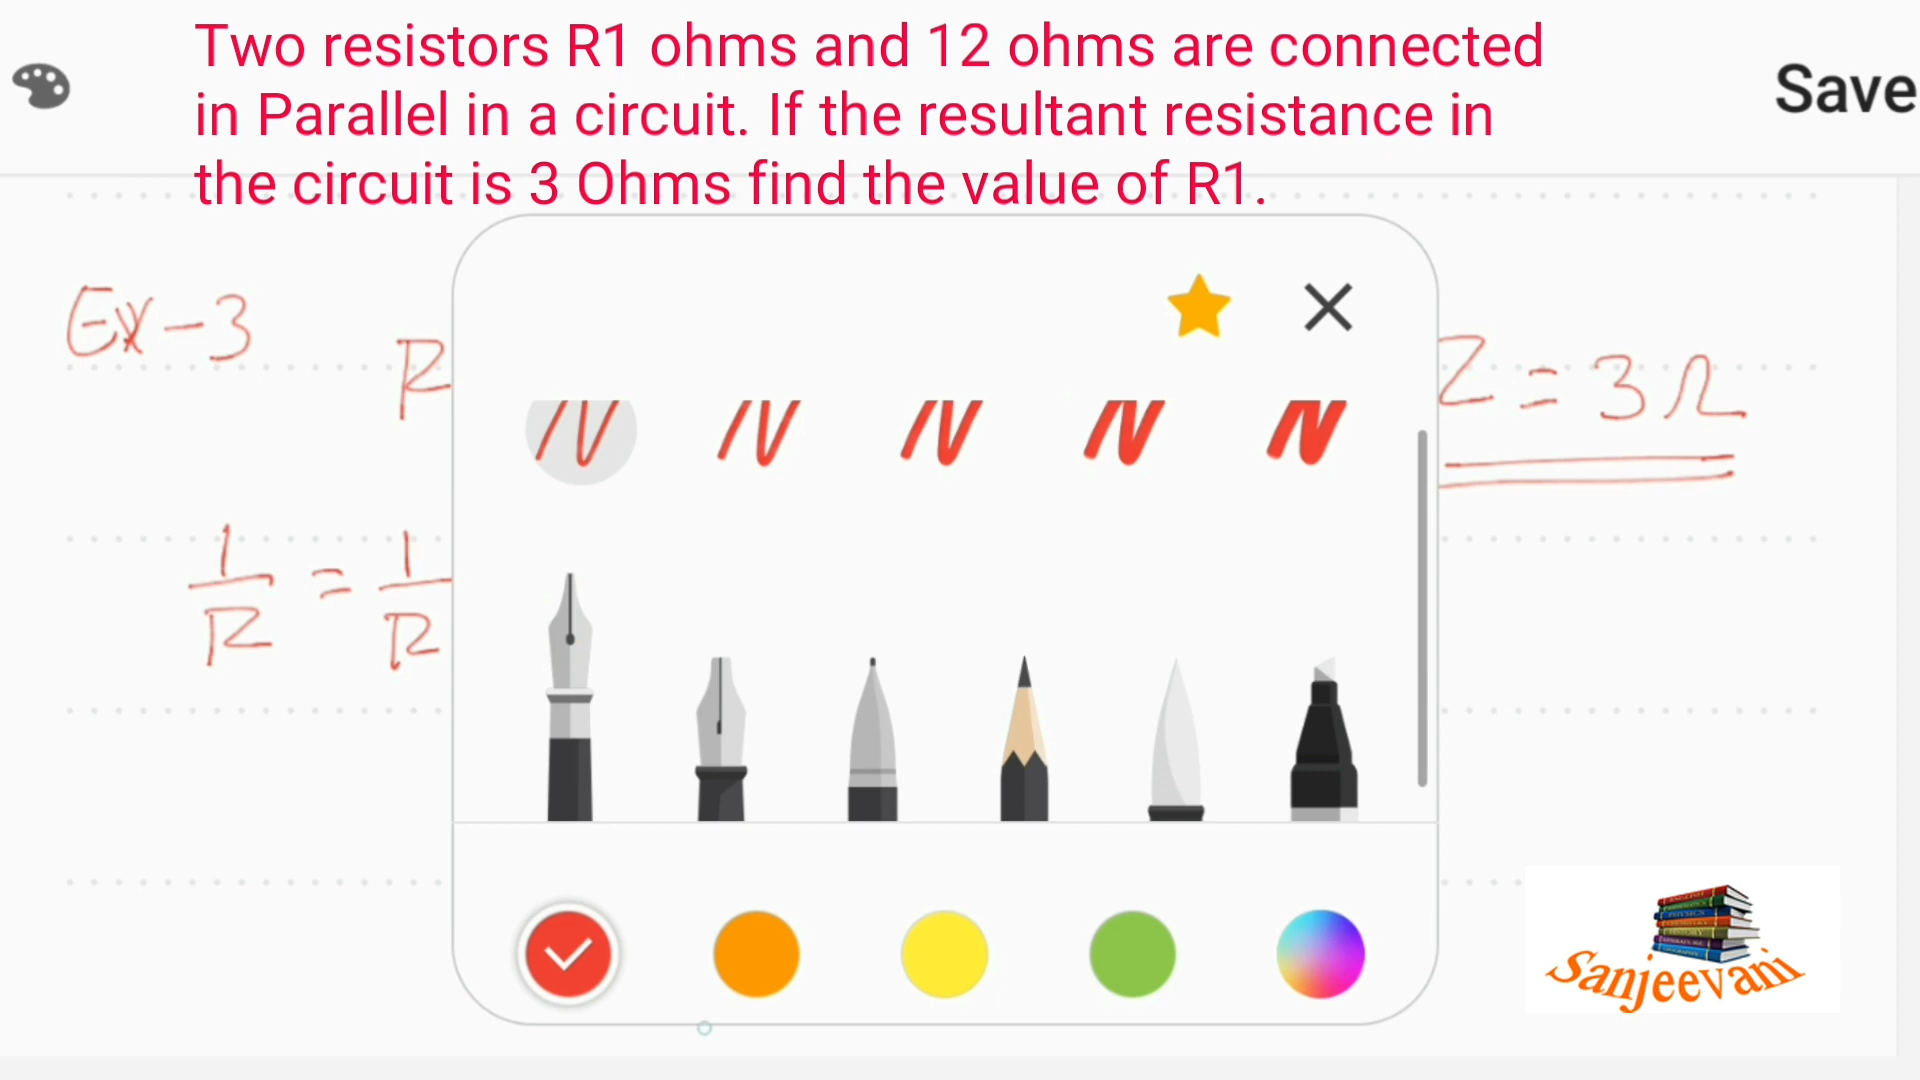 Two resistors R1 ohms and 12 ohms are connected
in Parallel in a circuit. If the resultant resistance in
the circuit is 3 Ohms find the value of R1.
Save
Ex-3
R
R = 3Ω
1/R = 1/R
Sanjeevani